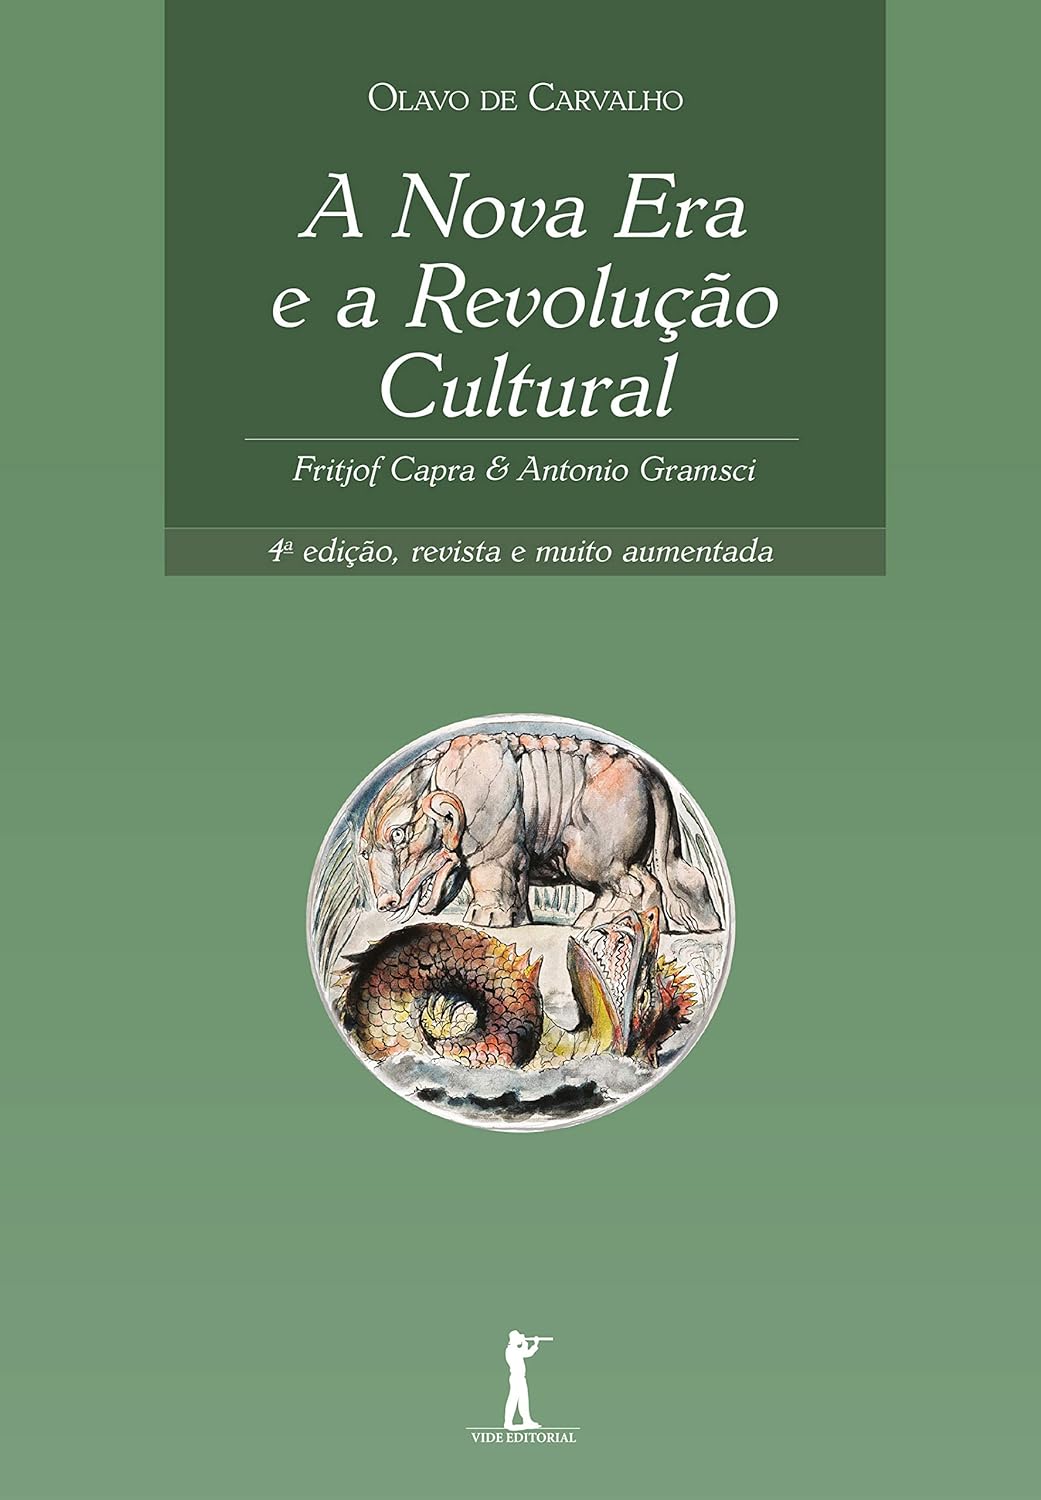 OLAVO DE CARVALHO
A Nova Era
e a Revolução
Cultural
Fritjof Capra & Antonio Gramsci
4ª edição, revista e muito aumentada
VIDE EDITORIAL